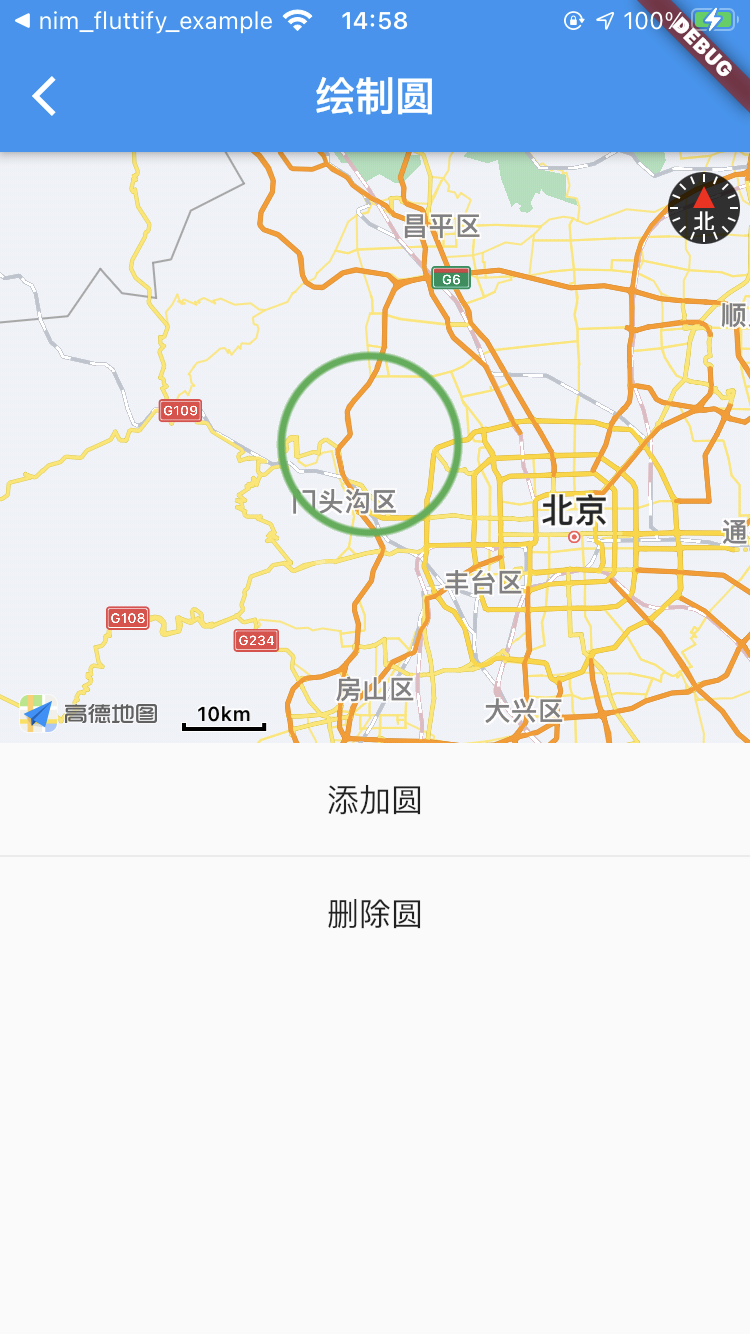 nim_fluttify_example 14:58 100%
DEBUG
绘制圆
北
昌平区
G6
顺
G109
门头沟区
北京
通
丰台区
G108
G234
房山区
大兴区
高德地图
10km
添加圆
删除圆